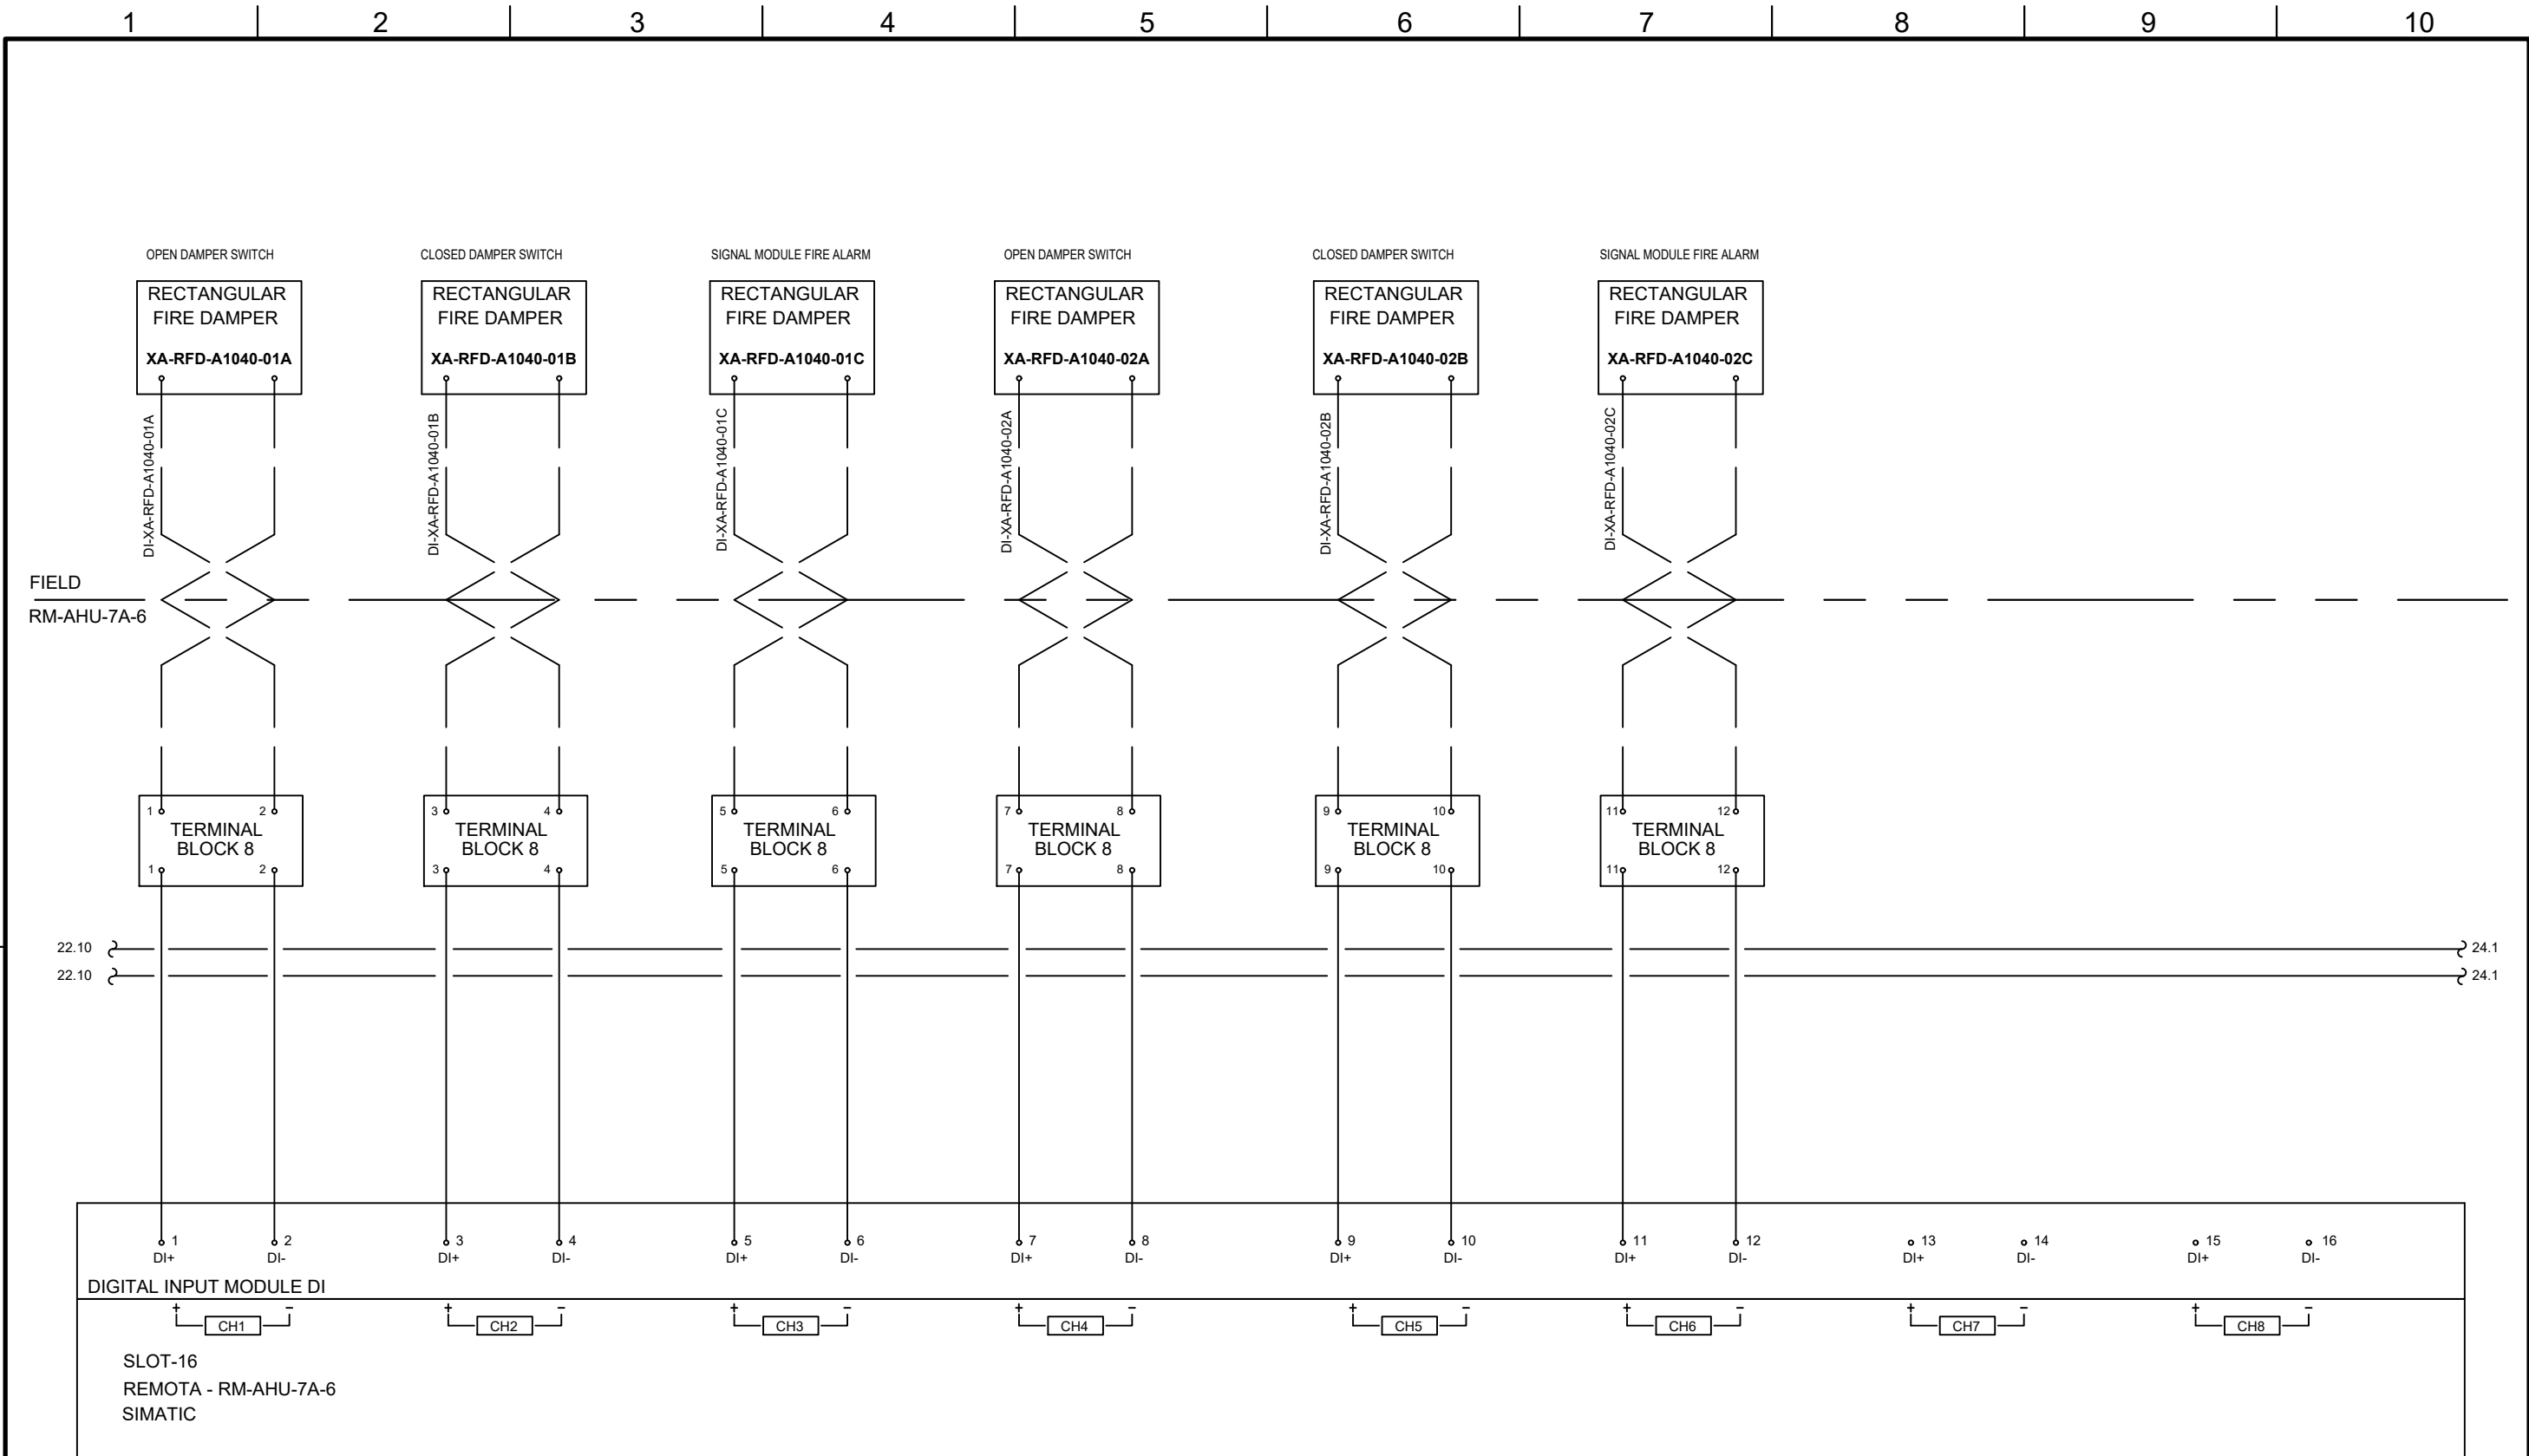 1 2 3 4 5 6 7 8 9 10
OPEN DAMPER SWITCH CLOSED DAMPER SWITCH SIGNAL MODULE FIRE ALARM OPEN DAMPER SWITCH CLOSED DAMPER SWITCH SIGNAL MODULE FIRE ALARM
RECTANGULAR RECTANGULAR RECTANGULAR RECTANGULAR RECTANGULAR RECTANGULAR
FIRE DAMPER FIRE DAMPER FIRE DAMPER FIRE DAMPER FIRE DAMPER FIRE DAMPER
XA-RFD-A1040-01A XA-RFD-A1040-01B XA-RFD-A1040-01C XA-RFD-A1040-02A XA-RFD-A1040-02B XA-RFD-A1040-02C
DI-XA-RFD-A1040-01A
DI-XA-RFD-A1040-01B
DI-XA-RFD-A1040-01C
DI-XA-RFD-A1040-02A
DI-XA-RFD-A1040-02B
DI-XA-RFD-A1040-02C
FIELD
RM-AHU-7A-6
1 2 3 4 5 6 7 8 9 10 11 12
TERMINAL TERMINAL TERMINAL TERMINAL TERMINAL TERMINAL
BLOCK 8 BLOCK 8 BLOCK 8 BLOCK 8 BLOCK 8 BLOCK 8
1 2 3 4 5 6 7 8 9 10 11 12
22.10 24.1
22.10 24.1
1 2 3 4 5 6 7 8 9 10 11 12 13 14 15 16
DI+ DI- DI+ DI- DI+ DI- DI+ DI- DI+ DI- DI+ DI- DI+ DI- DI+ DI-
DIGITAL INPUT MODULE DI
+ − + − + − + − + − + − + − + −
CH1 CH2 CH3 CH4 CH5 CH6 CH7 CH8
SLOT-16
REMOTA - RM-AHU-7A-6
SIMATIC